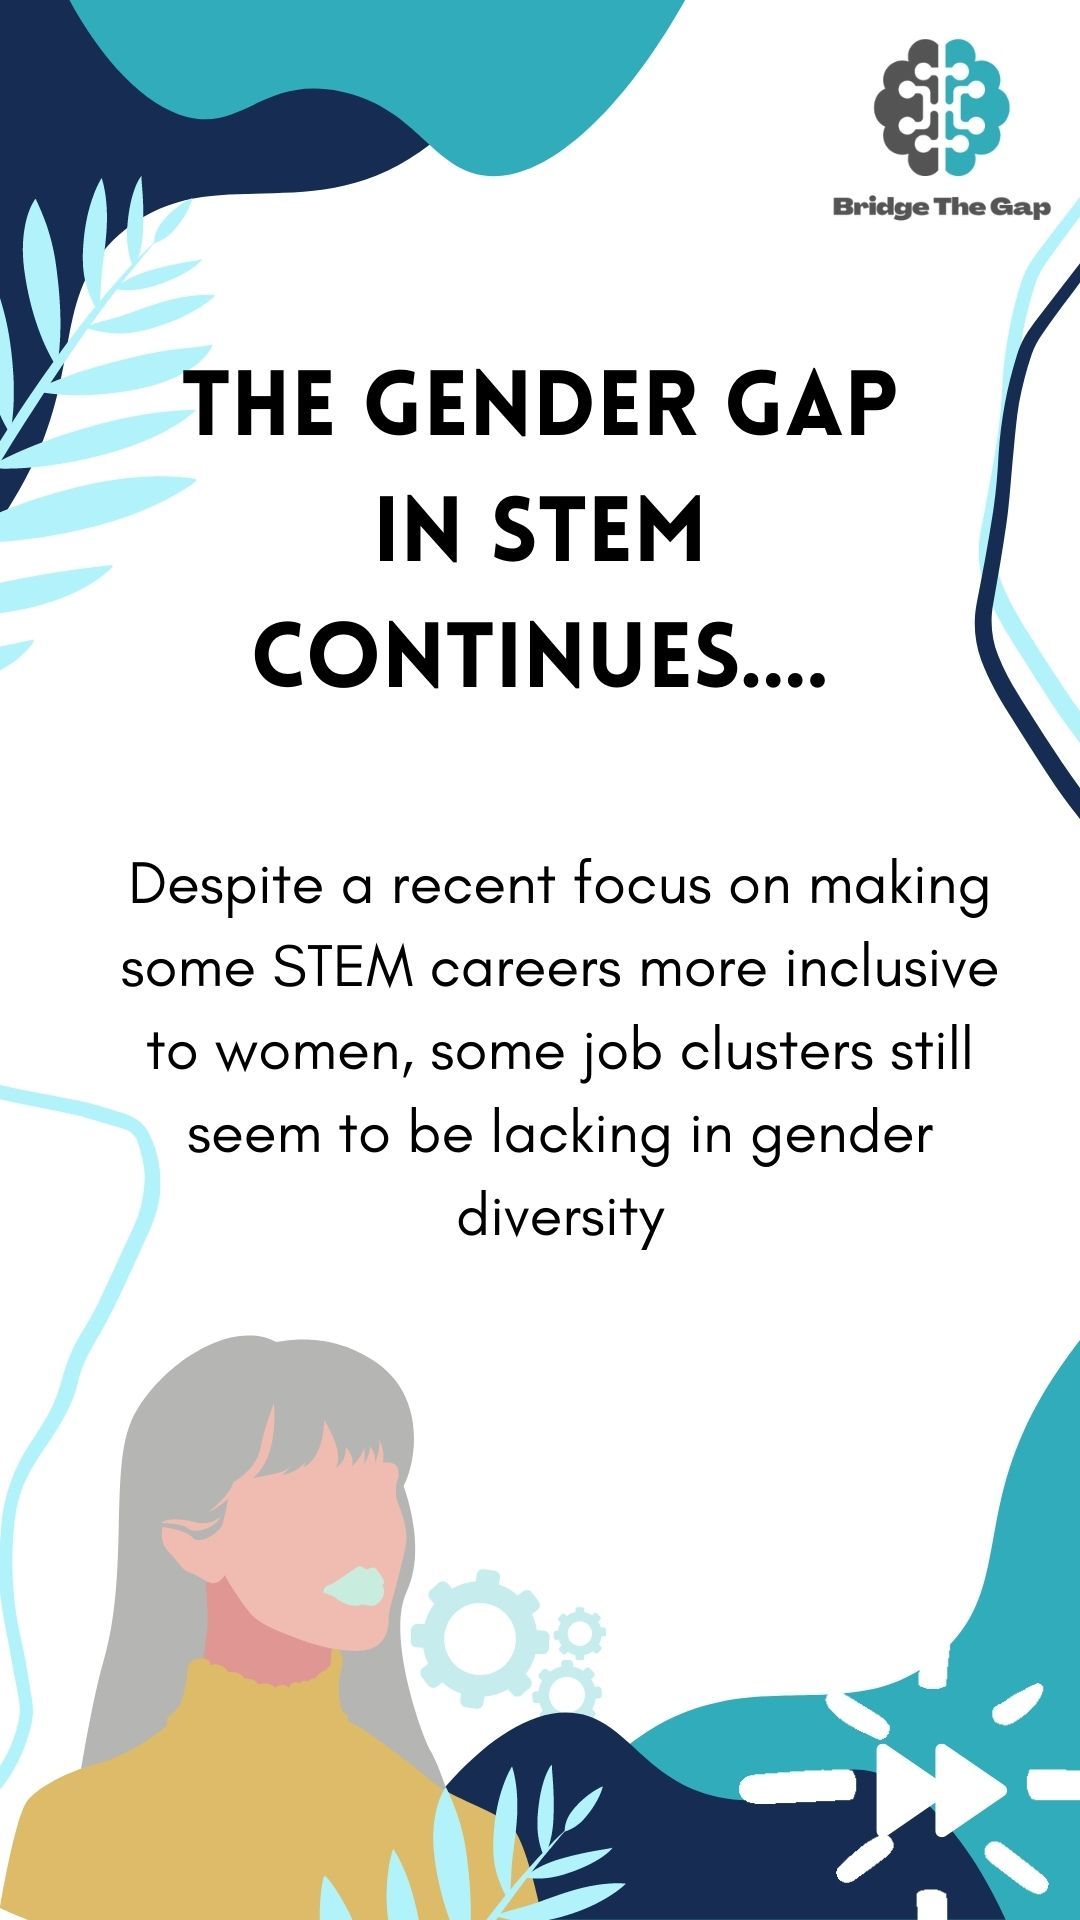 Bridge The Gap
THE GENDER GAP
IN STEM
CONTINUES....
Despite a recent focus on making
some STEM careers more inclusive
to women, some job clusters still
seem to be lacking in gender
diversity